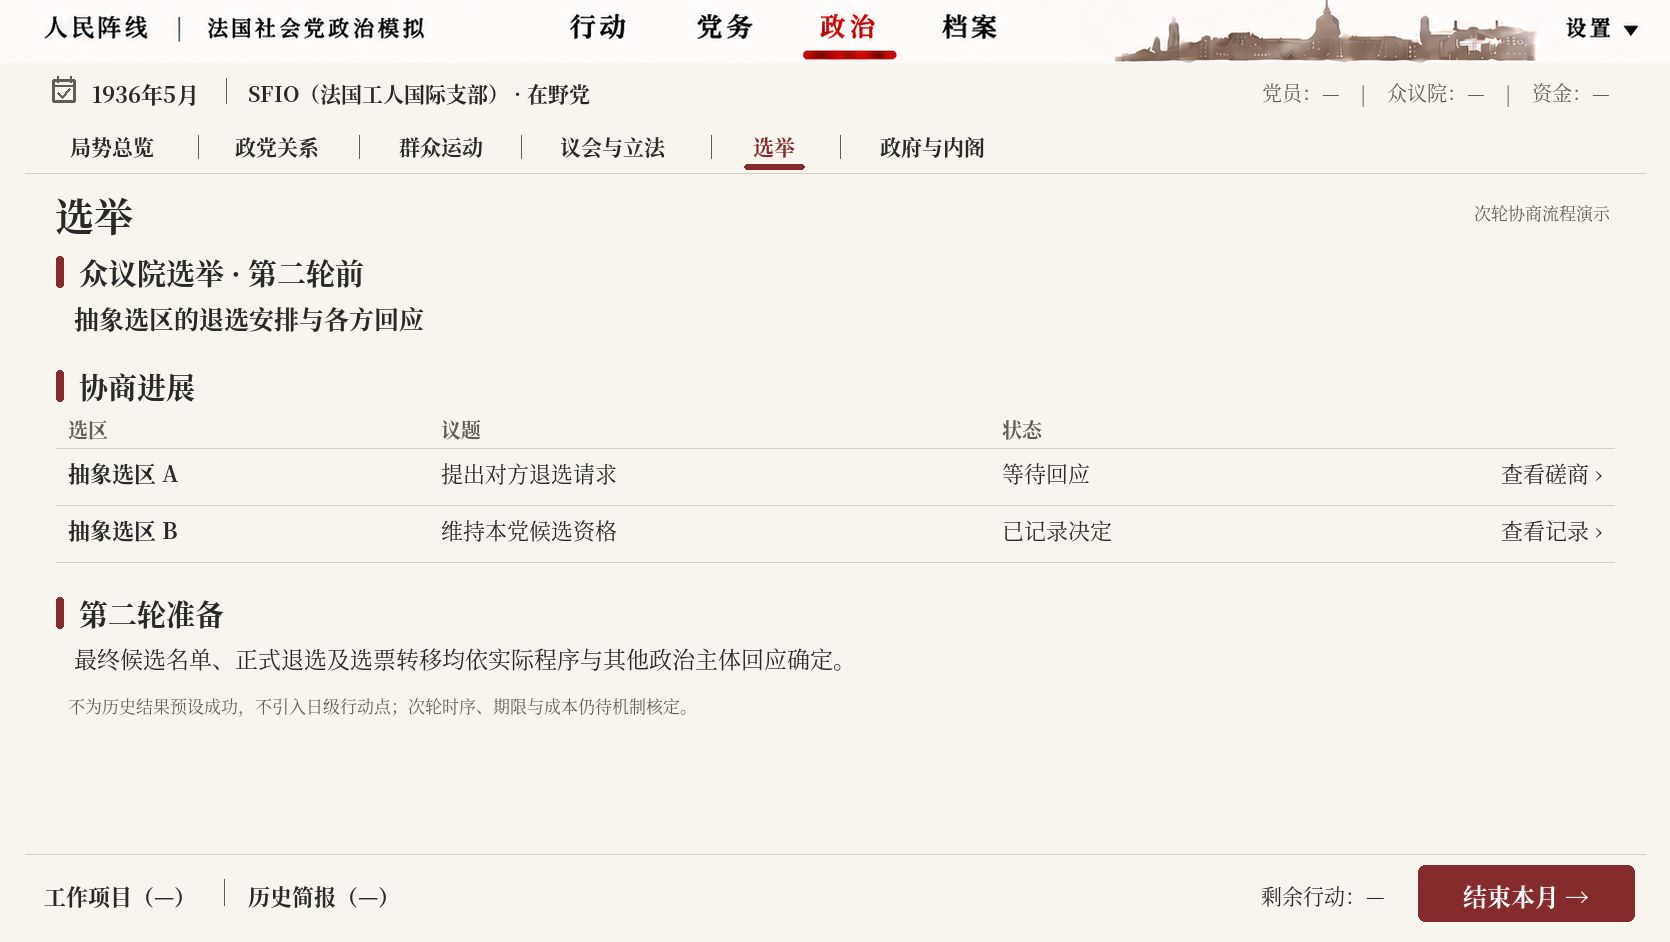 人民阵线 | 法国社会党政治模拟 行动 党务 政治 档案 设置 ▼
1936年5月 SFIO（法国工人国际支部）· 在野党 党员：— | 众议院：— | 资金：—
局势总览 政党关系 群众运动 议会与立法 选举 政府与内阁
选举 次轮协商流程演示
众议院选举 · 第二轮前
抽象选区的退选安排与各方回应
协商进展
选区 议题 状态
抽象选区 A 提出对方退选请求 等待回应 查看磋商 ›
抽象选区 B 维持本党候选资格 已记录决定 查看记录 ›
第二轮准备
最终候选名单、正式退选及选票转移均依实际程序与其他政治主体回应确定。
不为历史结果预设成功，不引入日级行动点；次轮时序、期限与成本仍待机制核定。
工作项目（—） 历史简报（—） 剩余行动：— 结束本月 →